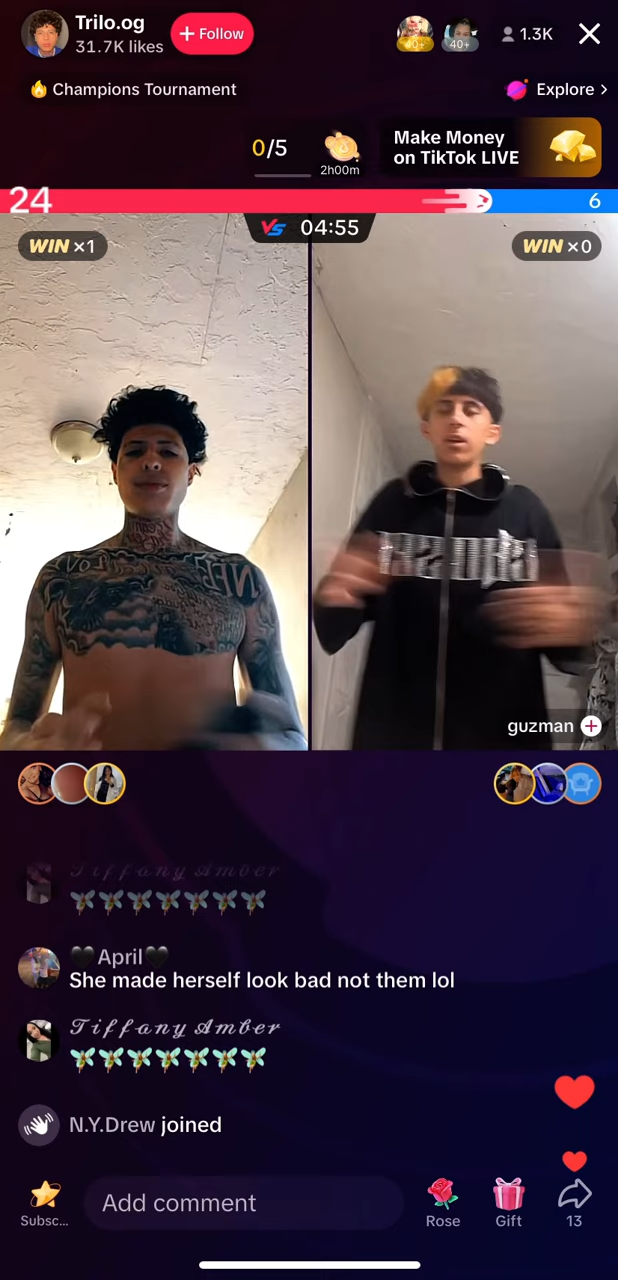 Trilo.og
31.7K likes
+ Follow
40+
40+
1.3K
Champions Tournament
Explore >
0/5
2h00m
Make Money
on TikTok LIVE
24
6
VS 04:55
WIN ×1
WIN ×0
guzman
𝒯𝒾𝒻𝒻𝒶𝓃𝓎 𝒜𝓂𝒷ℯ𝓇
🖤April🖤
She made herself look bad not them lol
𝒯𝒾𝒻𝒻𝒶𝓃𝓎 𝒜𝓂𝒷ℯ𝓇
N.Y.Drew joined
Subsc...
Add comment
Rose
Gift
13